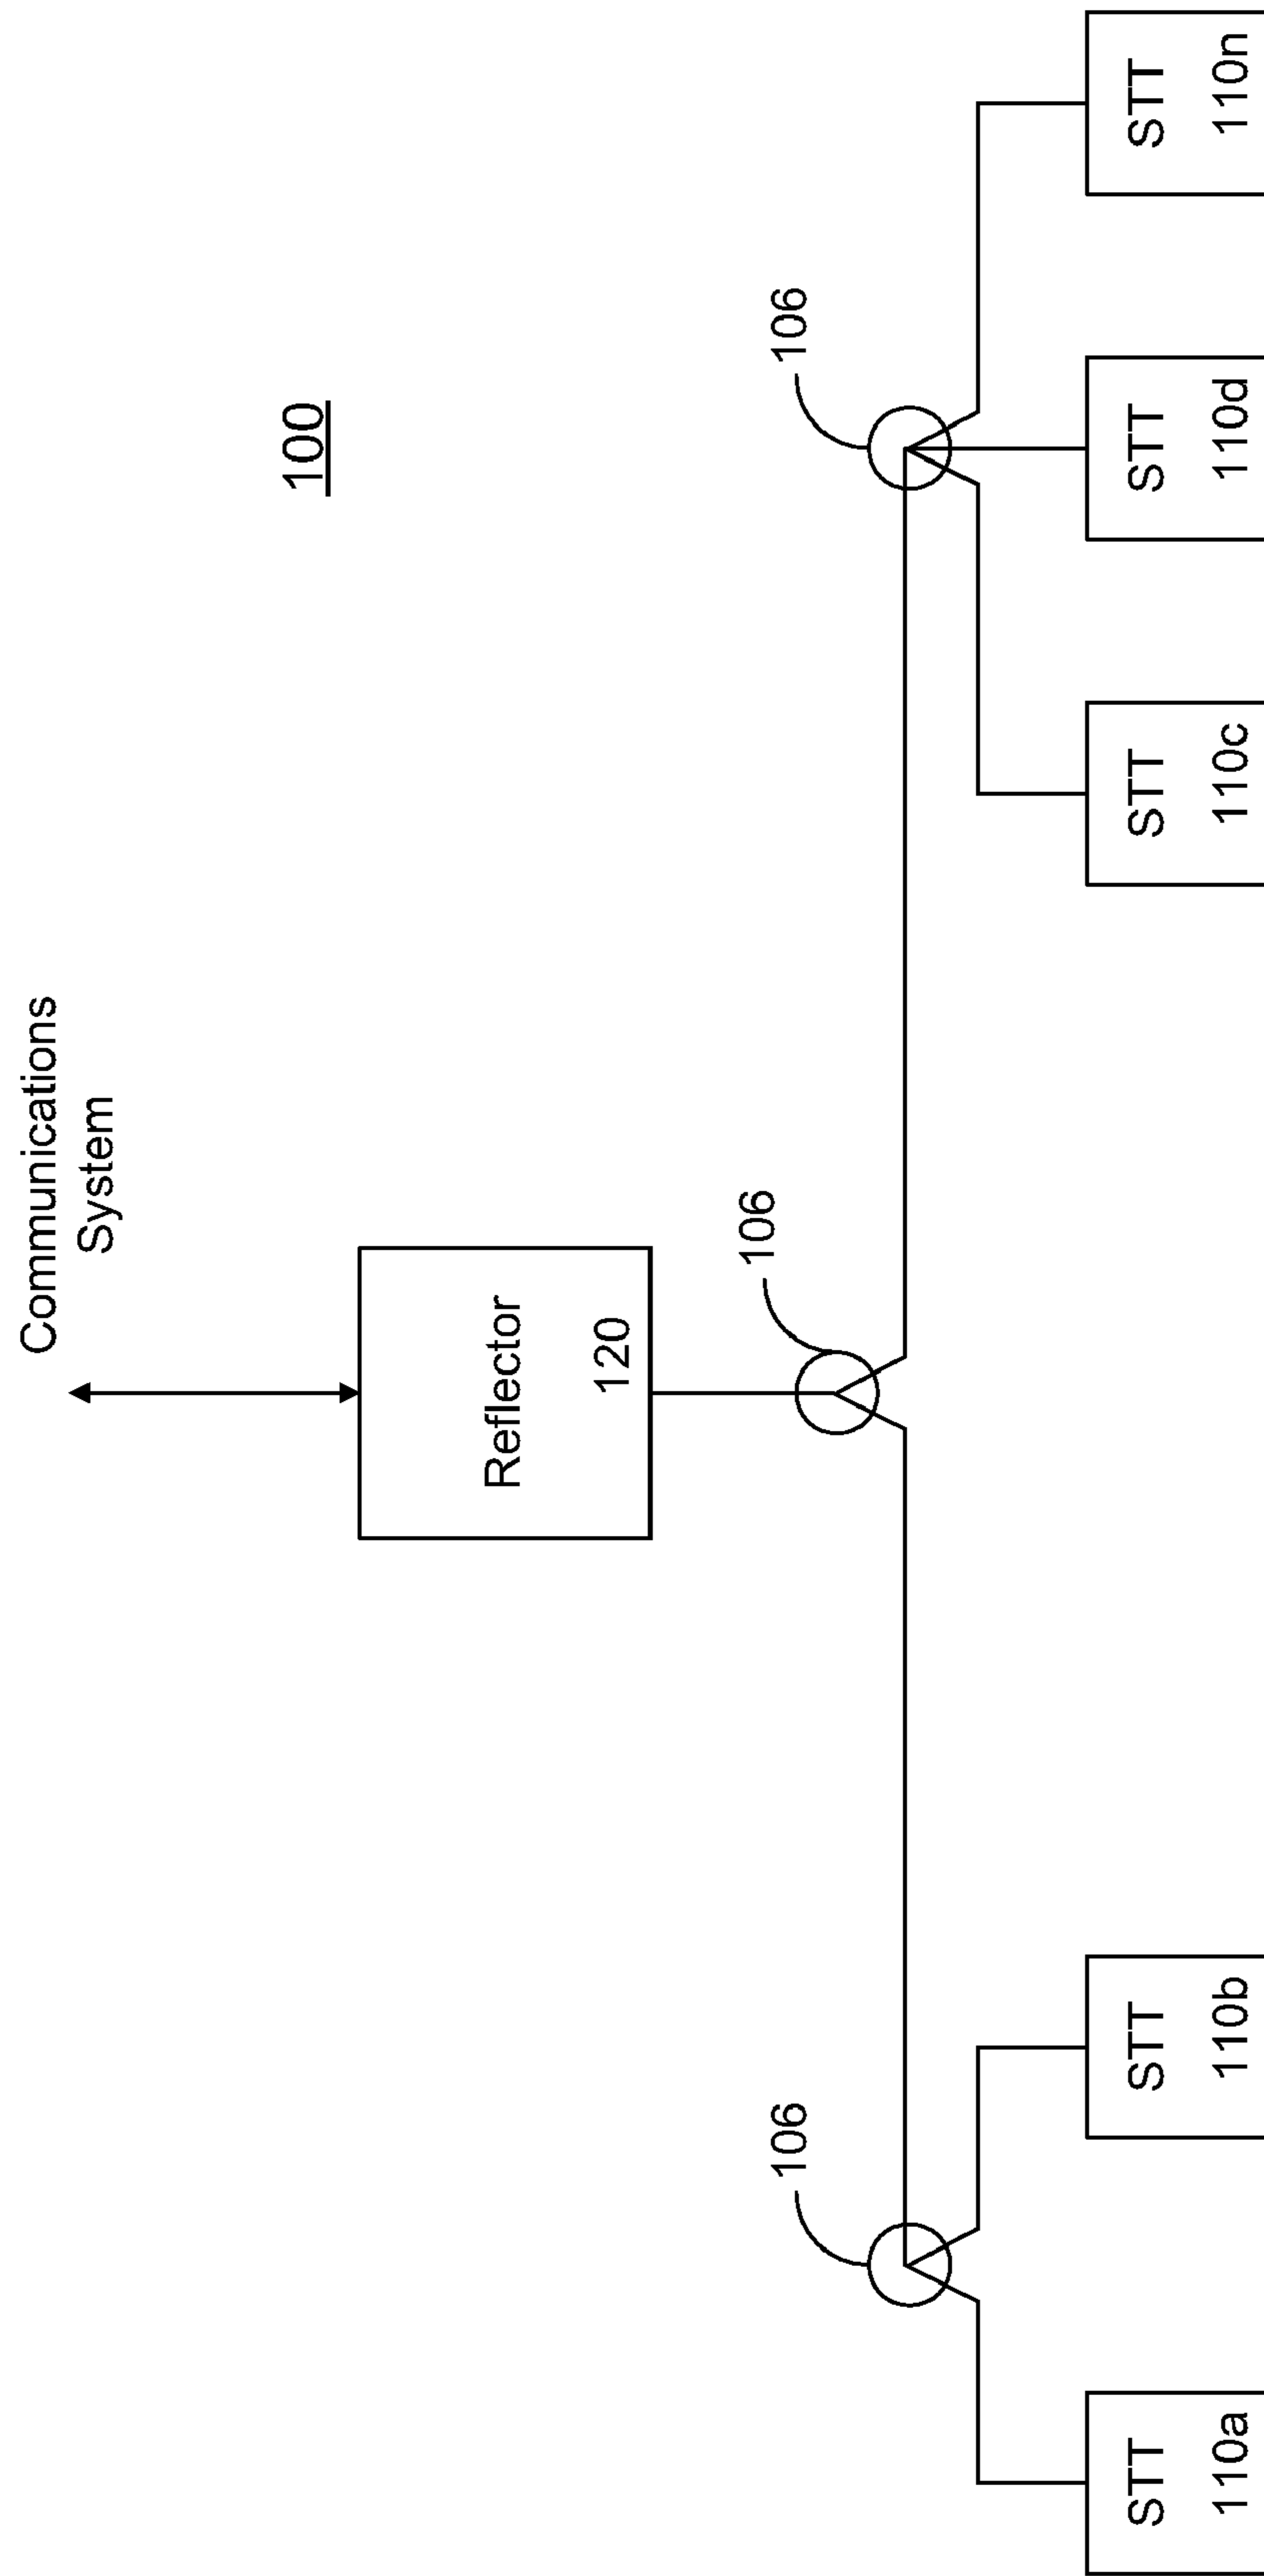 Communications
System
100
Reflector
120
106
106
106
STT
110a
STT
110b
STT
110c
STT
110d
STT
110n